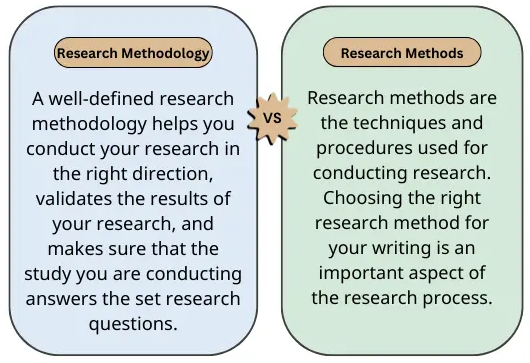 Research Methodology
A well-defined research
methodology helps you
conduct your research in
the right direction,
validates the results of
your research, and
makes sure that the
study you are conducting
answers the set research
questions.
VS
Research Methods
Research methods are
the techniques and
procedures used for
conducting research.
Choosing the right
research method for
your writing is an
important aspect of
the research process.